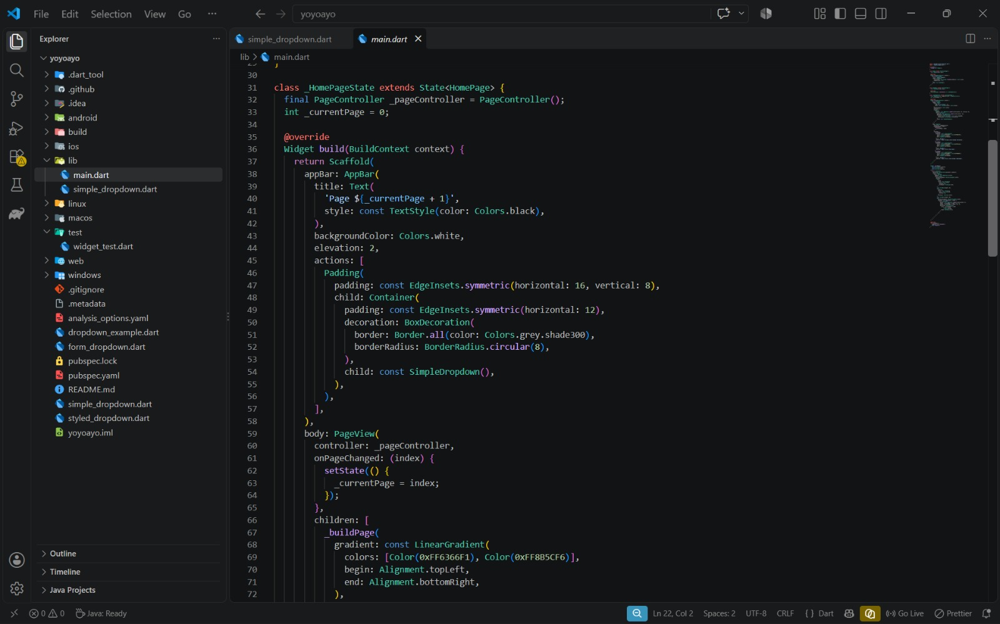 File Edit Selection View Go ···
yoyoayo
Explorer
yoyoayo
.dart_tool
.github
.idea
android
build
ios
lib
main.dart
simple_dropdown.dart
linux
macos
test
widget_test.dart
web
windows
.gitignore
.metadata
analysis_options.yaml
dropdown_example.dart
form_dropdown.dart
pubspec.lock
pubspec.yaml
README.md
simple_dropdown.dart
styled_dropdown.dart
yoyoayo.iml
Outline
Timeline
Java Projects
simple_dropdown.dart main.dart
lib > main.dart
29 }
30
31 class _HomePageState extends State<HomePage> {
32 final PageController _pageController = PageController();
33 int _currentPage = 0;
34
35 @override
36 Widget build(BuildContext context) {
37 return Scaffold(
38 appBar: AppBar(
39 title: Text(
40 'Page ${_currentPage + 1}',
41 style: const TextStyle(color: Colors.black),
42 ),
43 backgroundColor: Colors.white,
44 elevation: 2,
45 actions: [
46 Padding(
47 padding: const EdgeInsets.symmetric(horizontal: 16, vertical: 8),
48 child: Container(
49 padding: const EdgeInsets.symmetric(horizontal: 12),
50 decoration: BoxDecoration(
51 border: Border.all(color: Colors.grey.shade300),
52 borderRadius: BorderRadius.circular(8),
53 ),
54 child: const SimpleDropdown(),
55 ),
56 ),
57 ],
58 ),
59 body: PageView(
60 controller: _pageController,
61 onPageChanged: (index) {
62 setState(() {
63 _currentPage = index;
64 });
65 },
66 children: [
67 _buildPage(
68 gradient: const LinearGradient(
69 colors: [Color(0xFF6366F1), Color(0xFF8B5CF6)],
70 begin: Alignment.topLeft,
71 end: Alignment.bottomRight,
72 ),
0 0 Java: Ready Ln 22, Col 2 Spaces: 2 UTF-8 CRLF { } Dart Go Live Prettier